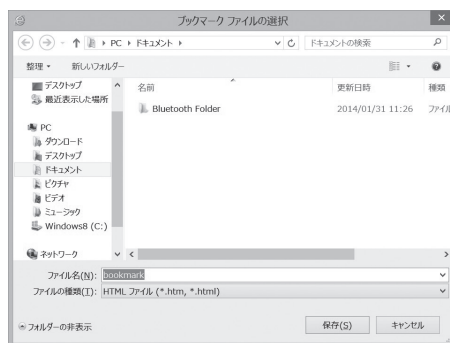 ブックマーク ファイルの選択
PC ドキュメント
ドキュメントの検索
整理 新しいフォルダー
デスクトップ
最近表示した場所
PC
ダウンロード
デスクトップ
ドキュメント
ピクチャ
ビデオ
ミュージック
Windows8 (C:)
ネットワーク
名前 更新日時 種類
Bluetooth Folder 2014/01/31 11:26 ファイル
ファイル名(N): bookmark
ファイルの種類(T): HTML ファイル (*.htm, *.html)
フォルダーの非表示
保存(S) キャンセル